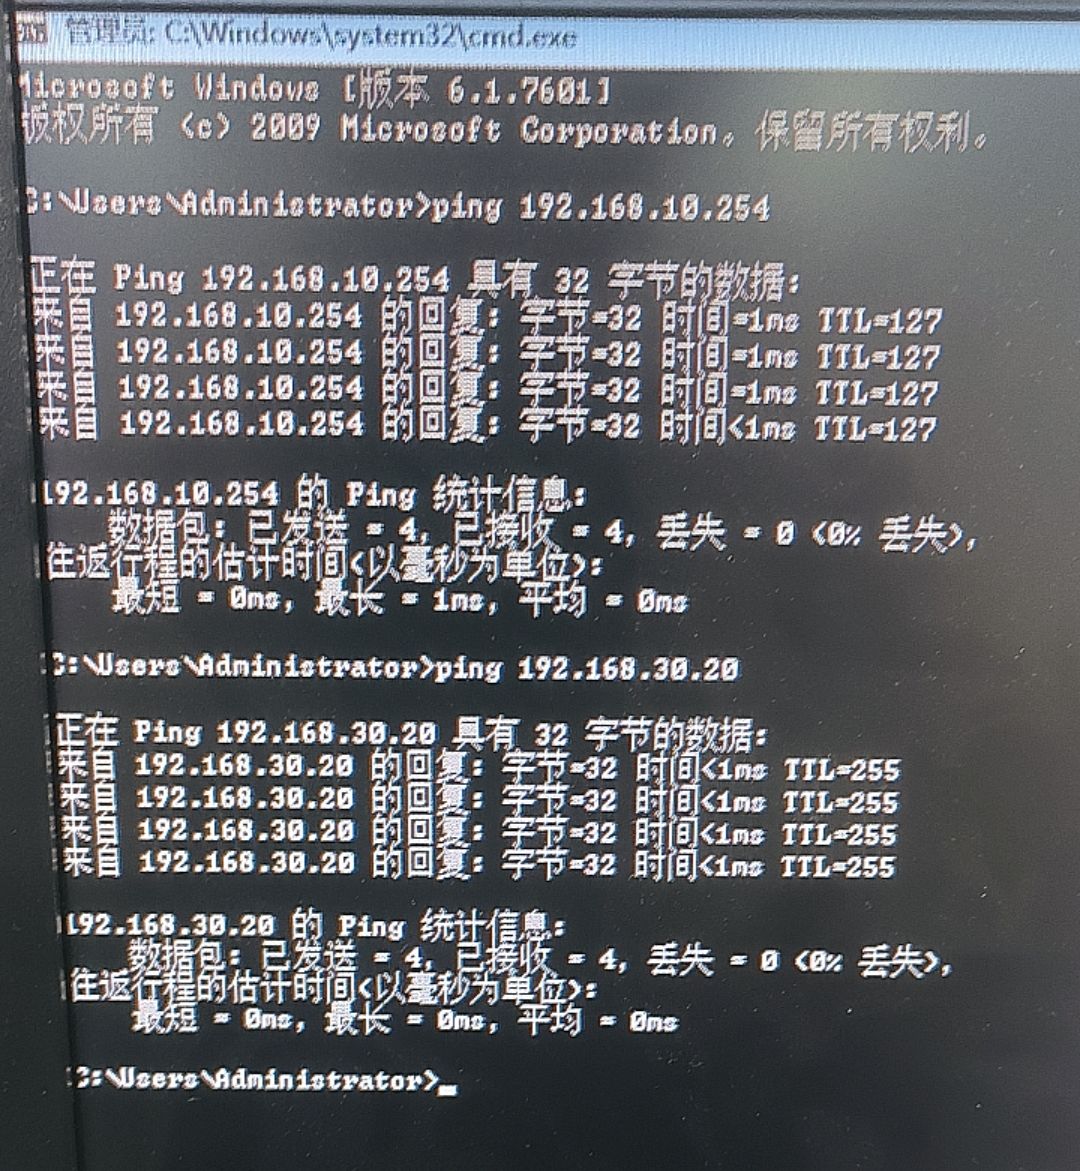 管理员: C:\Windows\system32\cmd.exe
Microsoft Windows [版本 6.1.7601]
版权所有 (c) 2009 Microsoft Corporation。保留所有权利。
C:\Users\Administrator>ping 192.168.10.254
正在 Ping 192.168.10.254 具有 32 字节的数据:
来自 192.168.10.254 的回复: 字节=32 时间=1ms TTL=127
来自 192.168.10.254 的回复: 字节=32 时间=1ms TTL=127
来自 192.168.10.254 的回复: 字节=32 时间=1ms TTL=127
来自 192.168.10.254 的回复: 字节=32 时间<1ms TTL=127
192.168.10.254 的 Ping 统计信息:
数据包: 已发送 = 4, 已接收 = 4, 丢失 = 0 (0% 丢失),
往返行程的估计时间(以毫秒为单位):
最短 = 0ms, 最长 = 1ms, 平均 = 0ms
C:\Users\Administrator>ping 192.168.30.20
正在 Ping 192.168.30.20 具有 32 字节的数据:
来自 192.168.30.20 的回复: 字节=32 时间<1ms TTL=255
来自 192.168.30.20 的回复: 字节=32 时间<1ms TTL=255
来自 192.168.30.20 的回复: 字节=32 时间<1ms TTL=255
来自 192.168.30.20 的回复: 字节=32 时间<1ms TTL=255
192.168.30.20 的 Ping 统计信息:
数据包: 已发送 = 4, 已接收 = 4, 丢失 = 0 (0% 丢失),
往返行程的估计时间(以毫秒为单位):
最短 = 0ms, 最长 = 0ms, 平均 = 0ms
C:\Users\Administrator>_